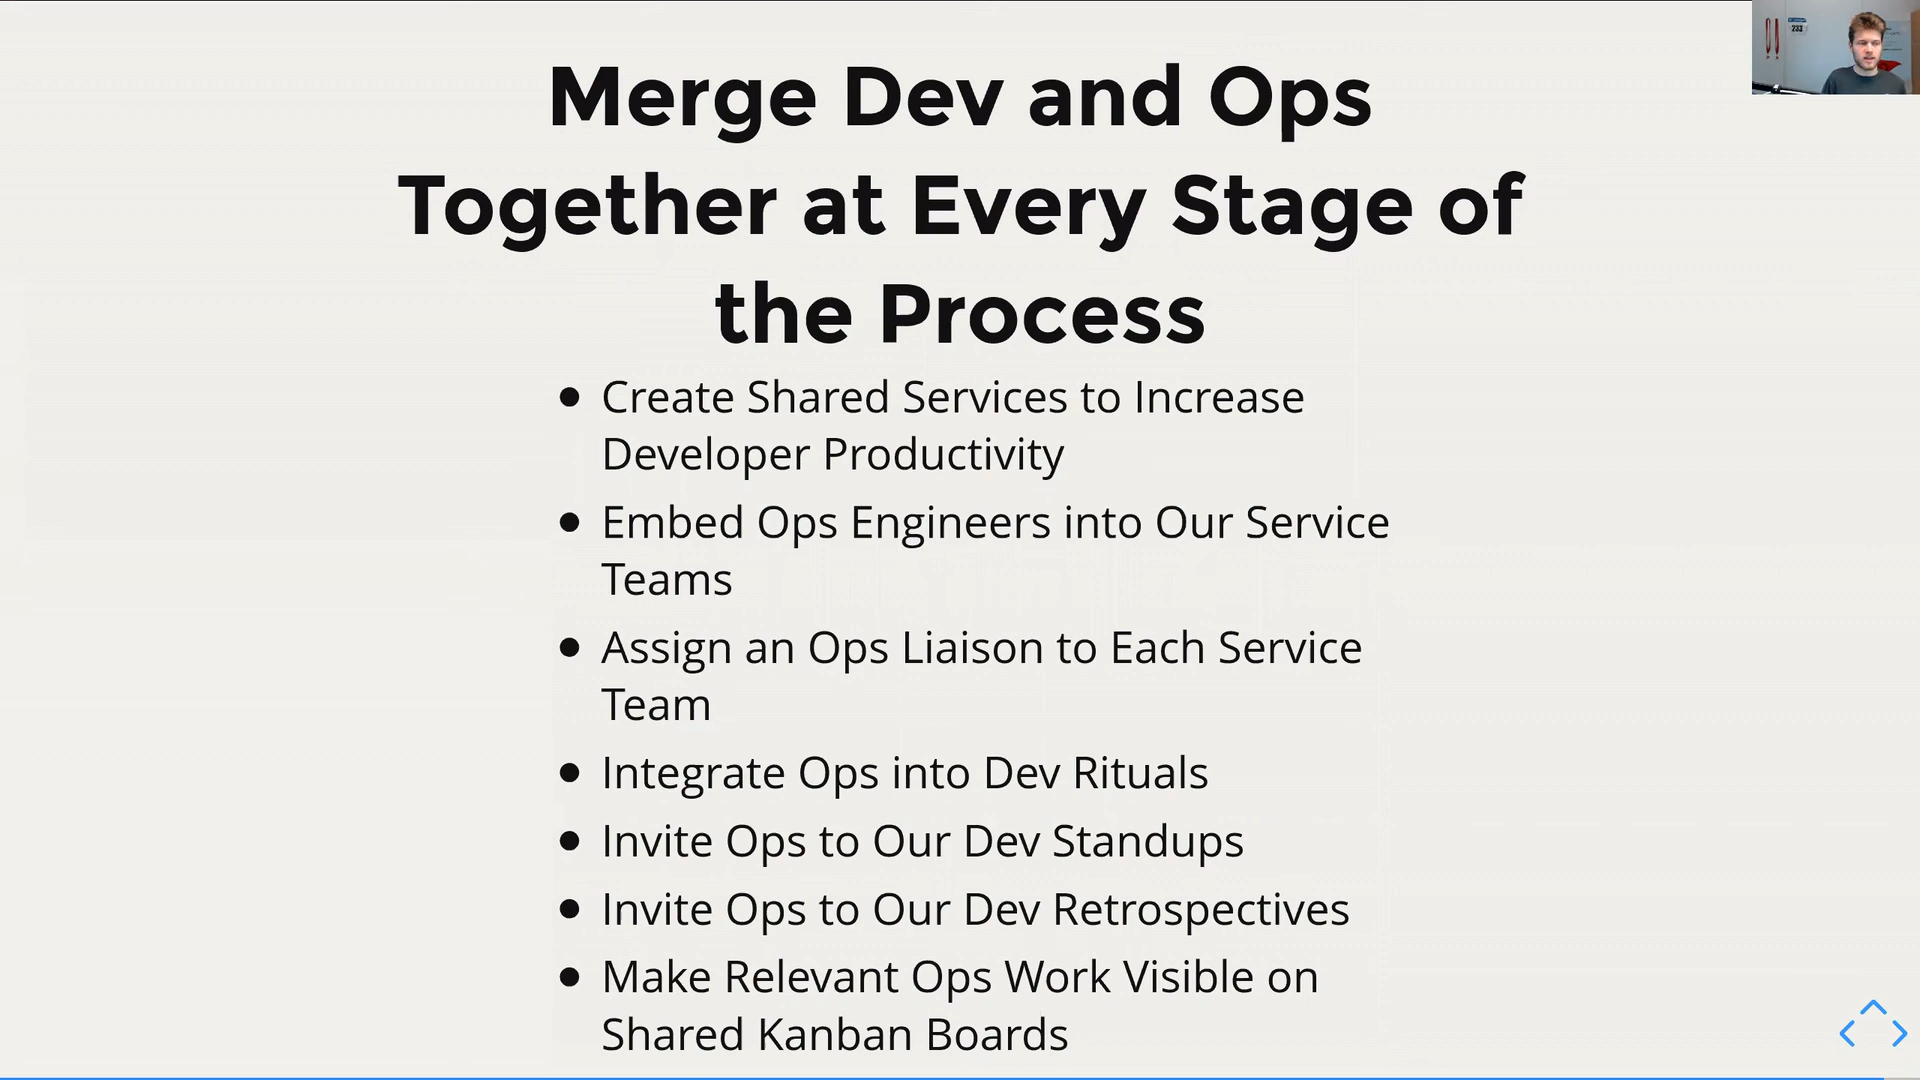 Merge Dev and Ops
Together at Every Stage of
the Process
Create Shared Services to Increase
Developer Productivity
Embed Ops Engineers into Our Service
Teams
Assign an Ops Liaison to Each Service
Team
Integrate Ops into Dev Rituals
Invite Ops to Our Dev Standups
Invite Ops to Our Dev Retrospectives
Make Relevant Ops Work Visible on
Shared Kanban Boards
233